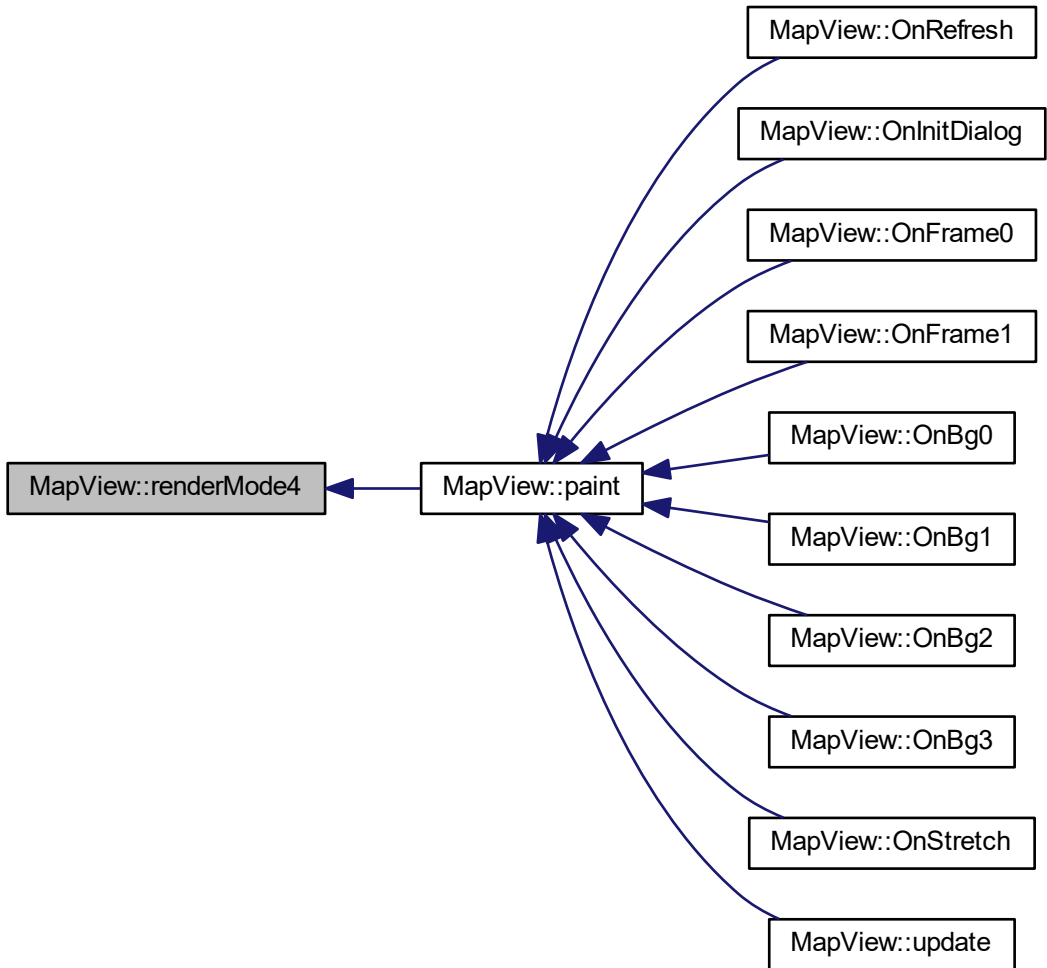 MapView::OnRefresh
MapView::OnInitDialog
MapView::OnFrame0
MapView::OnFrame1
MapView::OnBg0
MapView::renderMode4
MapView::paint
MapView::OnBg1
MapView::OnBg2
MapView::OnBg3
MapView::OnStretch
MapView::update